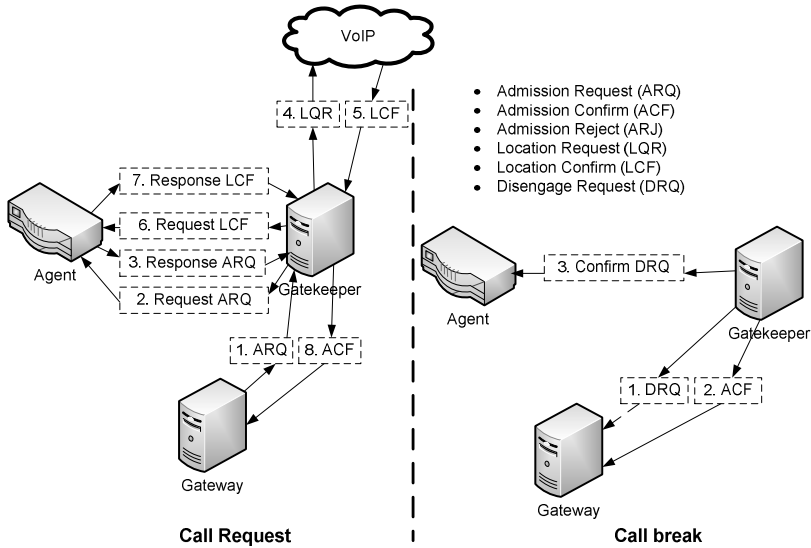 VoIP
4. LQR
5. LCF
7. Response LCF
6. Request LCF
3. Response ARQ
2. Request ARQ
Agent
Gatekeeper
1. ARQ
8. ACF
Gateway
Call Request
• Admission Request (ARQ)
• Admission Confirm (ACF)
• Admission Reject (ARJ)
• Location Request (LQR)
• Location Confirm (LCF)
• Disengage Request (DRQ)
3. Confirm DRQ
Agent
Gatekeeper
1. DRQ
2. ACF
Gateway
Call break